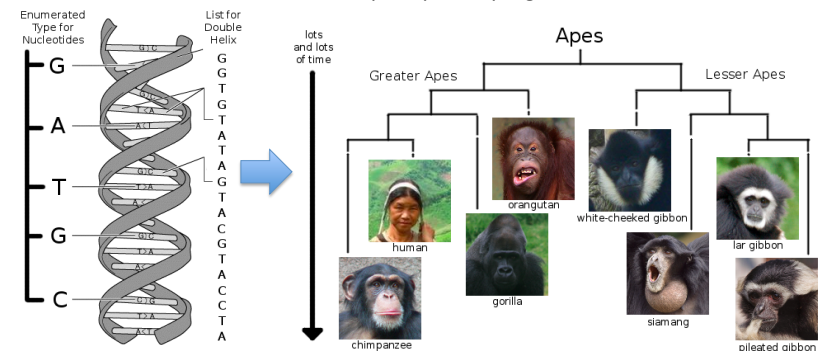 Enumerated
Type for
Nucleotides
G
A
T
G
C
G C
G C
T A
A T
G C
T A
A
G C
T A
A
C G
T A
A T
List for
Double
Helix
G
G
T
G
T
A
T
A
G
T
A
C
G
T
A
C
C
T
A
lots
and lots
of time
Apes
Greater Apes
Lesser Apes
human
chimpanzee
gorilla
orangutan
white-cheeked gibbon
siamang
lar gibbon
pileated gibbon